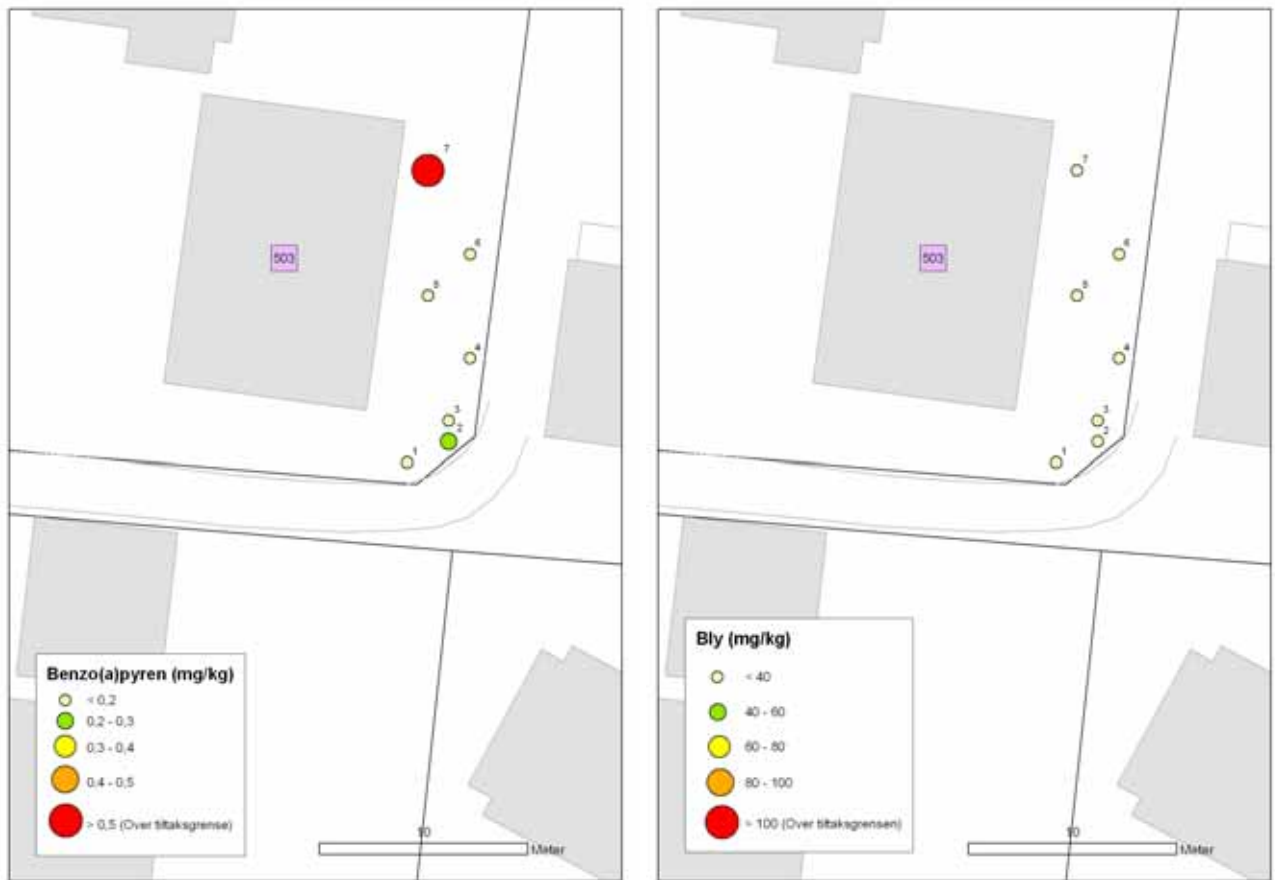 7
6
503
5
4
3
2
1
Benzo(a)pyren (mg/kg)
< 0,2
0,2 - 0,3
0,3 - 0,4
0,4 - 0,5
> 0,5 (Over tiltaksgrense)
10
Meter
7
6
503
5
4
3
2
1
Bly (mg/kg)
< 40
40 - 60
60 - 80
80 - 100
> 100 (Over tiltaksgrensen)
10
Meter